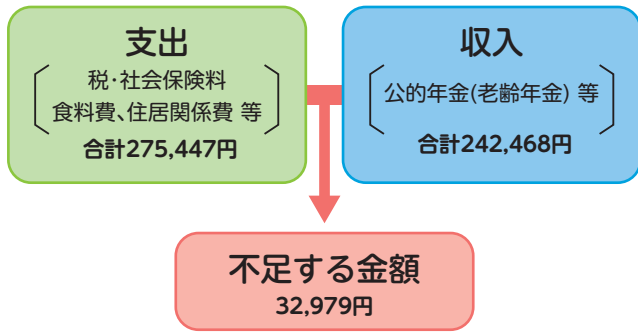 支出
税・社会保険料
食料費、住居関係費 等
合計275,447円
収入
公的年金(老齢年金) 等
合計242,468円
不足する金額
32,979円